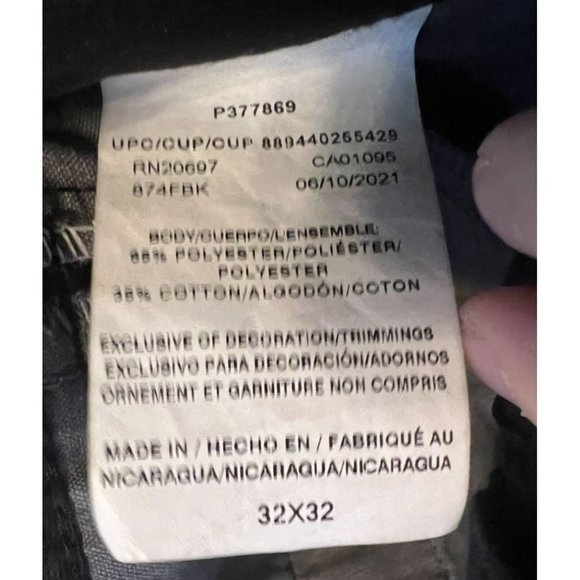 P377869
UPC/CUP/CUP 889440255429
RN20697 CA01095
874FBK 06/10/2021
BODY/CUERPO/L'ENSEMBLE:
65% POLYESTER/POLIÉSTER/
POLYESTER
35% COTTON/ALGODÓN/COTON
EXCLUSIVE OF DECORATION/TRIMMINGS
EXCLUSIVO PARA DECORACIÓN/ADORNOS
ORNEMENT ET GARNITURE NON COMPRIS
MADE IN / HECHO EN / FABRIQUÉ AU
NICARAGUA/NICARAGUA/NICARAGUA
32X32